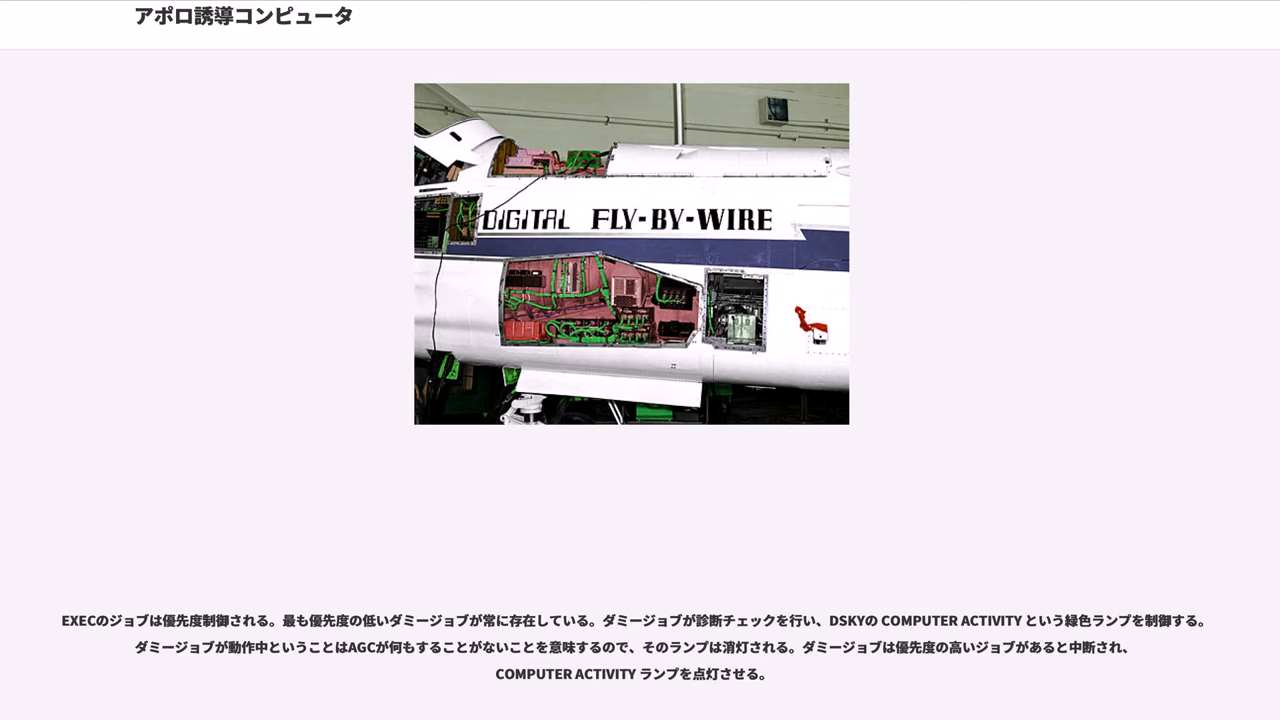 アポロ誘導コンピュータ
DIGITAL FLY-BY-WIRE
EXECのジョブは優先度制御される。最も優先度の低いダミージョブが常に存在している。ダミージョブが診断チェックを行い、DSKYの COMPUTER ACTIVITY という緑色ランプを制御する。
ダミージョブが動作中ということはAGCが何もすることがないことを意味するので、そのランプは消灯される。ダミージョブは優先度の高いジョブがあると中断され、
COMPUTER ACTIVITY ランプを点灯させる。